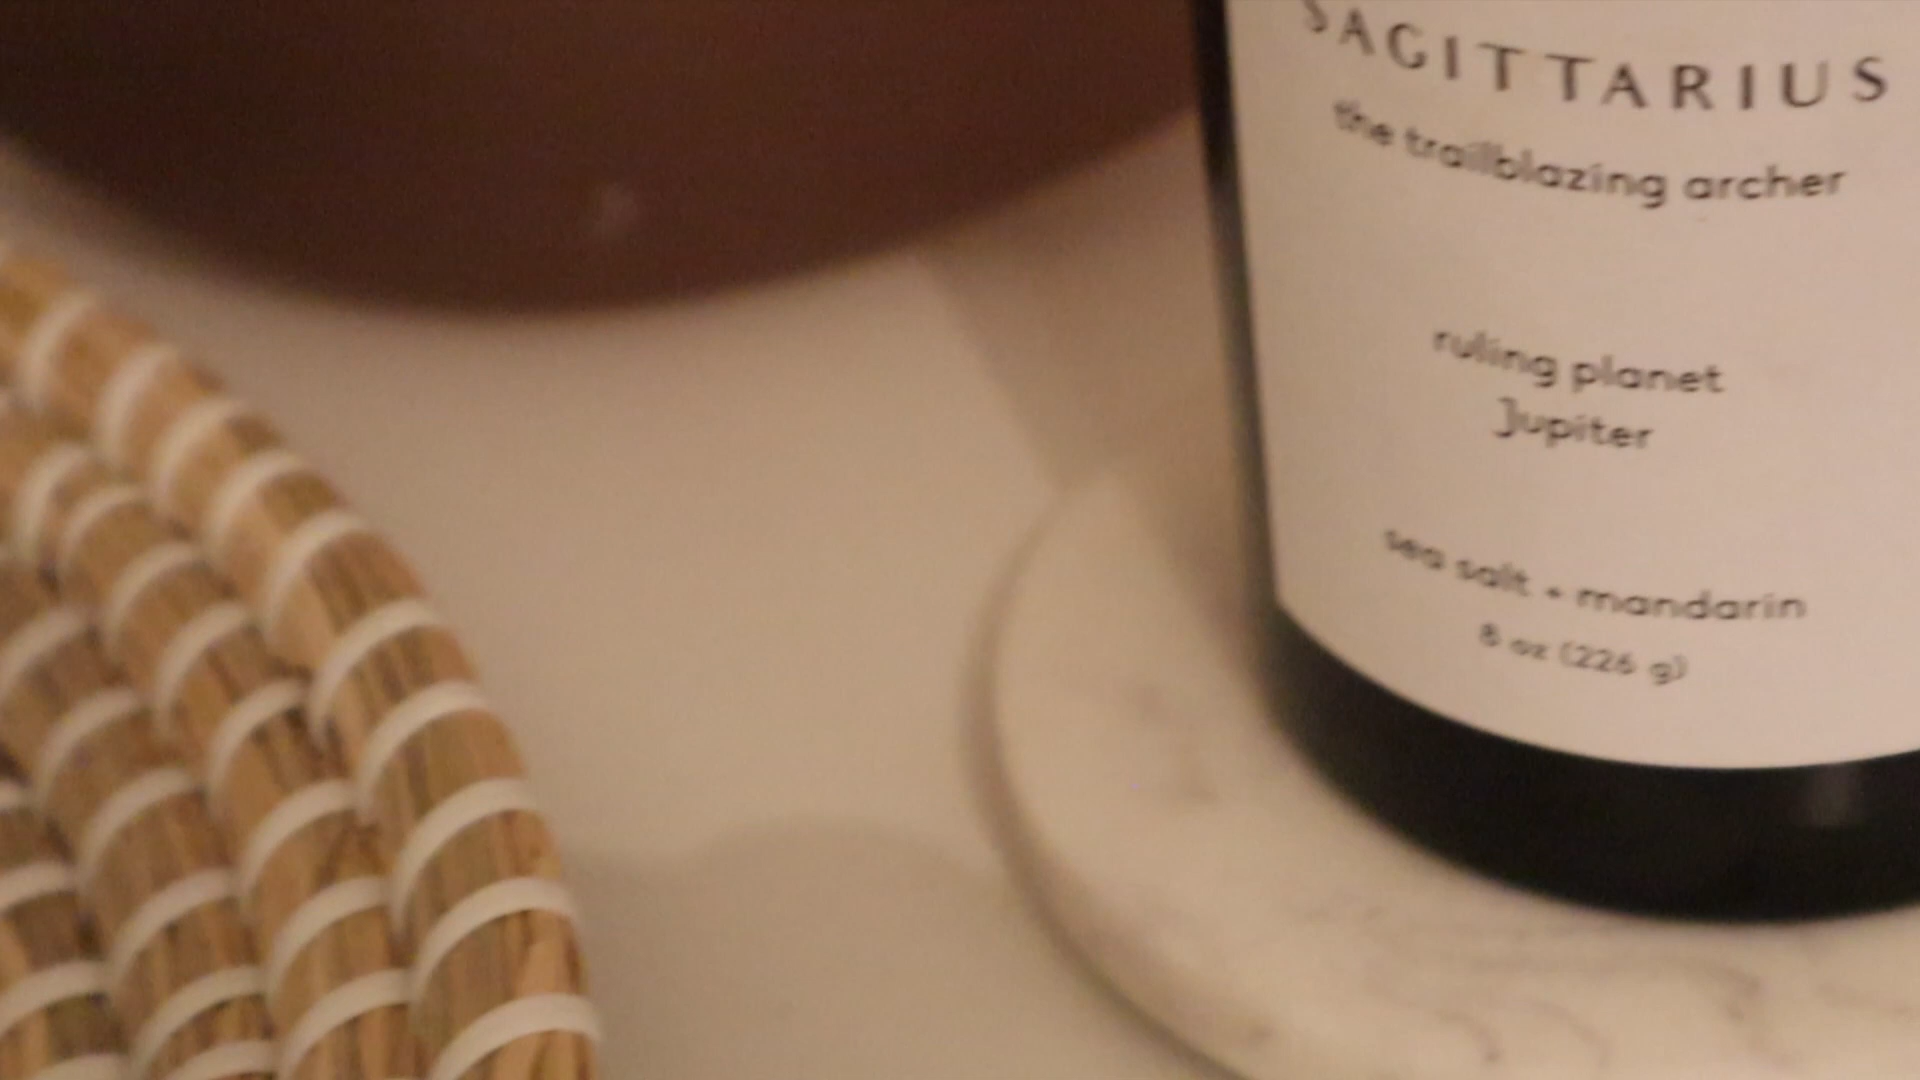 SAGITTARIUS
the trailblazing archer
ruling planet
Jupiter
sea salt + mandarin
8 oz (226 g)